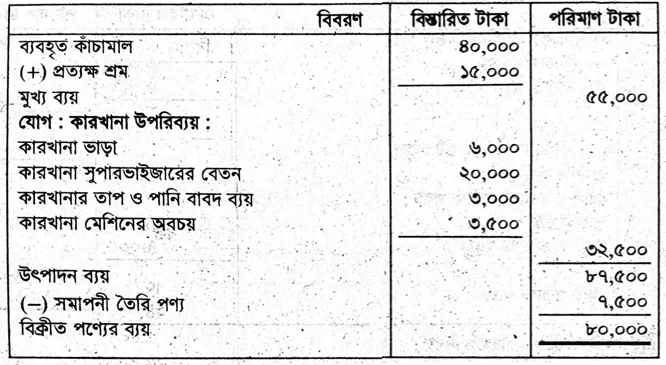 বিবরণ বিস্তারিত টাকা পরিমাণ টাকা
ব্যবহৃত কাঁচামাল ৪০,০০০
(+) প্রত্যক্ষ শ্রম ১৫,০০০
মুখ্য ব্যয় ৫৫,০০০
যোগ : কারখানা উপরিব্যয় :
কারখানা ভাড়া ৬,০০০
কারখানা সুপারভাইজারের বেতন ২০,০০০
কারখানার তাপ ও পানি বাবদ ব্যয় ৩,০০০
কারখানা মেশিনের অবচয় ৩,৫০০
৩২,৫০০
উৎপাদন ব্যয় ৮৭,৫০০
(–) সমাপনী তৈরি পণ্য ৭,৫০০
বিক্রীত পণ্যের ব্যয় ৮০,০০০